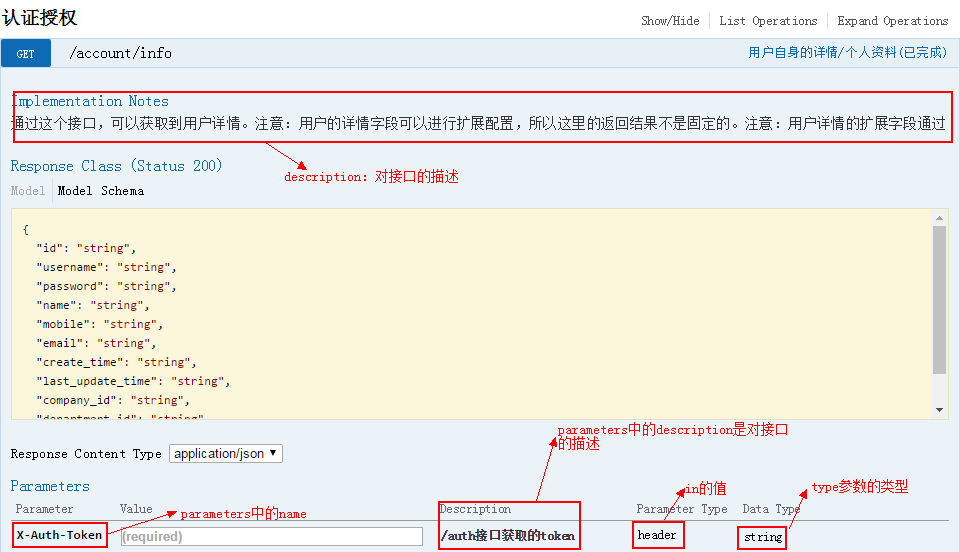 认证授权
Show/Hide List Operations Expand Operations
GET /account/info 用户自身的详情/个人资料(已完成)
Implementation Notes
通过这个接口，可以获取到用户详情。注意：用户的详情字段可以进行扩展配置，所以这里的返回结果不是固定的。注意：用户详情的扩展字段通过
description：对接口的描述
Response Class (Status 200)
Model Model Schema
{
"id": "string",
"username": "string",
"password": "string",
"name": "string",
"mobile": "string",
"email": "string",
"create_time": "string",
"last_update_time": "string",
"company_id": "string",
"department_id": "string"
parameters中的description是对接口
的描述
Response Content Type application/json
Parameters
in的值
type参数的类型
Parameter Value Description Parameter Type Data Type
parameters中的name
X-Auth-Token (required) /auth接口获取的token header string